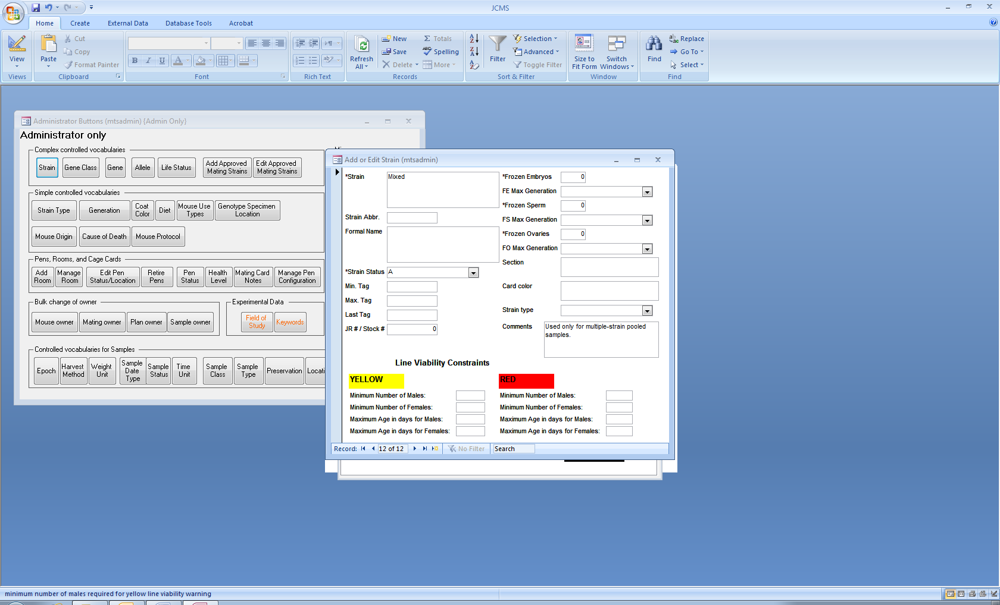 JCMS
Home Create External Data Database Tools Acrobat
View
Views
Paste
Cut
Copy
Format Painter
Clipboard
B I U A
Font
Rich Text
Refresh All
New
Save
Delete
Totals
Spelling
More
Records
Filter
Selection
Advanced
Toggle Filter
Sort & Filter
Size to Fit Form
Switch Windows
Window
Find
Replace
Go To
Select
Find
Administrator Buttons (mtsadmin) {Admin Only}
Administrator only
Complex controlled vocabularies
Strain
Gene Class
Gene
Allele
Life Status
Add Approved Mating Strains
Edit Approved Mating Strains
Simple controlled vocabularies
Strain Type
Generation
Coat Color
Diet
Mouse Use Types
Genotype Specimen Location
Mouse Origin
Cause of Death
Mouse Protocol
Pens, Rooms, and Cage Cards
Add Room
Manage Room
Edit Pen Status/Location
Retire Pens
Pen Status
Health Level
Mating Card Notes
Manage Pen Configuration
Bulk change of owner
Mouse owner
Mating owner
Plan owner
Sample owner
Experimental Data
Field of Study
Keywords
Controlled vocabularies for Samples
Epoch
Harvest Method
Weight Unit
Sample Date Type
Sample Status
Time Unit
Sample Class
Sample Type
Preservation
Locati
Add or Edit Strain (mtsadmin)
*Strain Mixed
Strain Abbr.
Formal Name
*Strain Status A
Min. Tag
Max. Tag
Last Tag
JR # / Stock # 0
*Frozen Embryos 0
FE Max Generation
*Frozen Sperm 0
FS Max Generation
*Frozen Ovaries 0
FO Max Generation
Section
Card color
Strain type
Comments Used only for multiple-strain pooled
samples.
Line Viability Constraints
YELLOW
Minimum Number of Males:
Minimum Number of Females:
Maximum Age in days for Males:
Maximum Age in days for Females:
RED
Minimum Number of Males:
Minimum Number of Females:
Maximum Age in days for Males:
Maximum Age in days for Females:
Record: 12 of 12 No Filter Search
minimum number of males required for yellow line viability warning